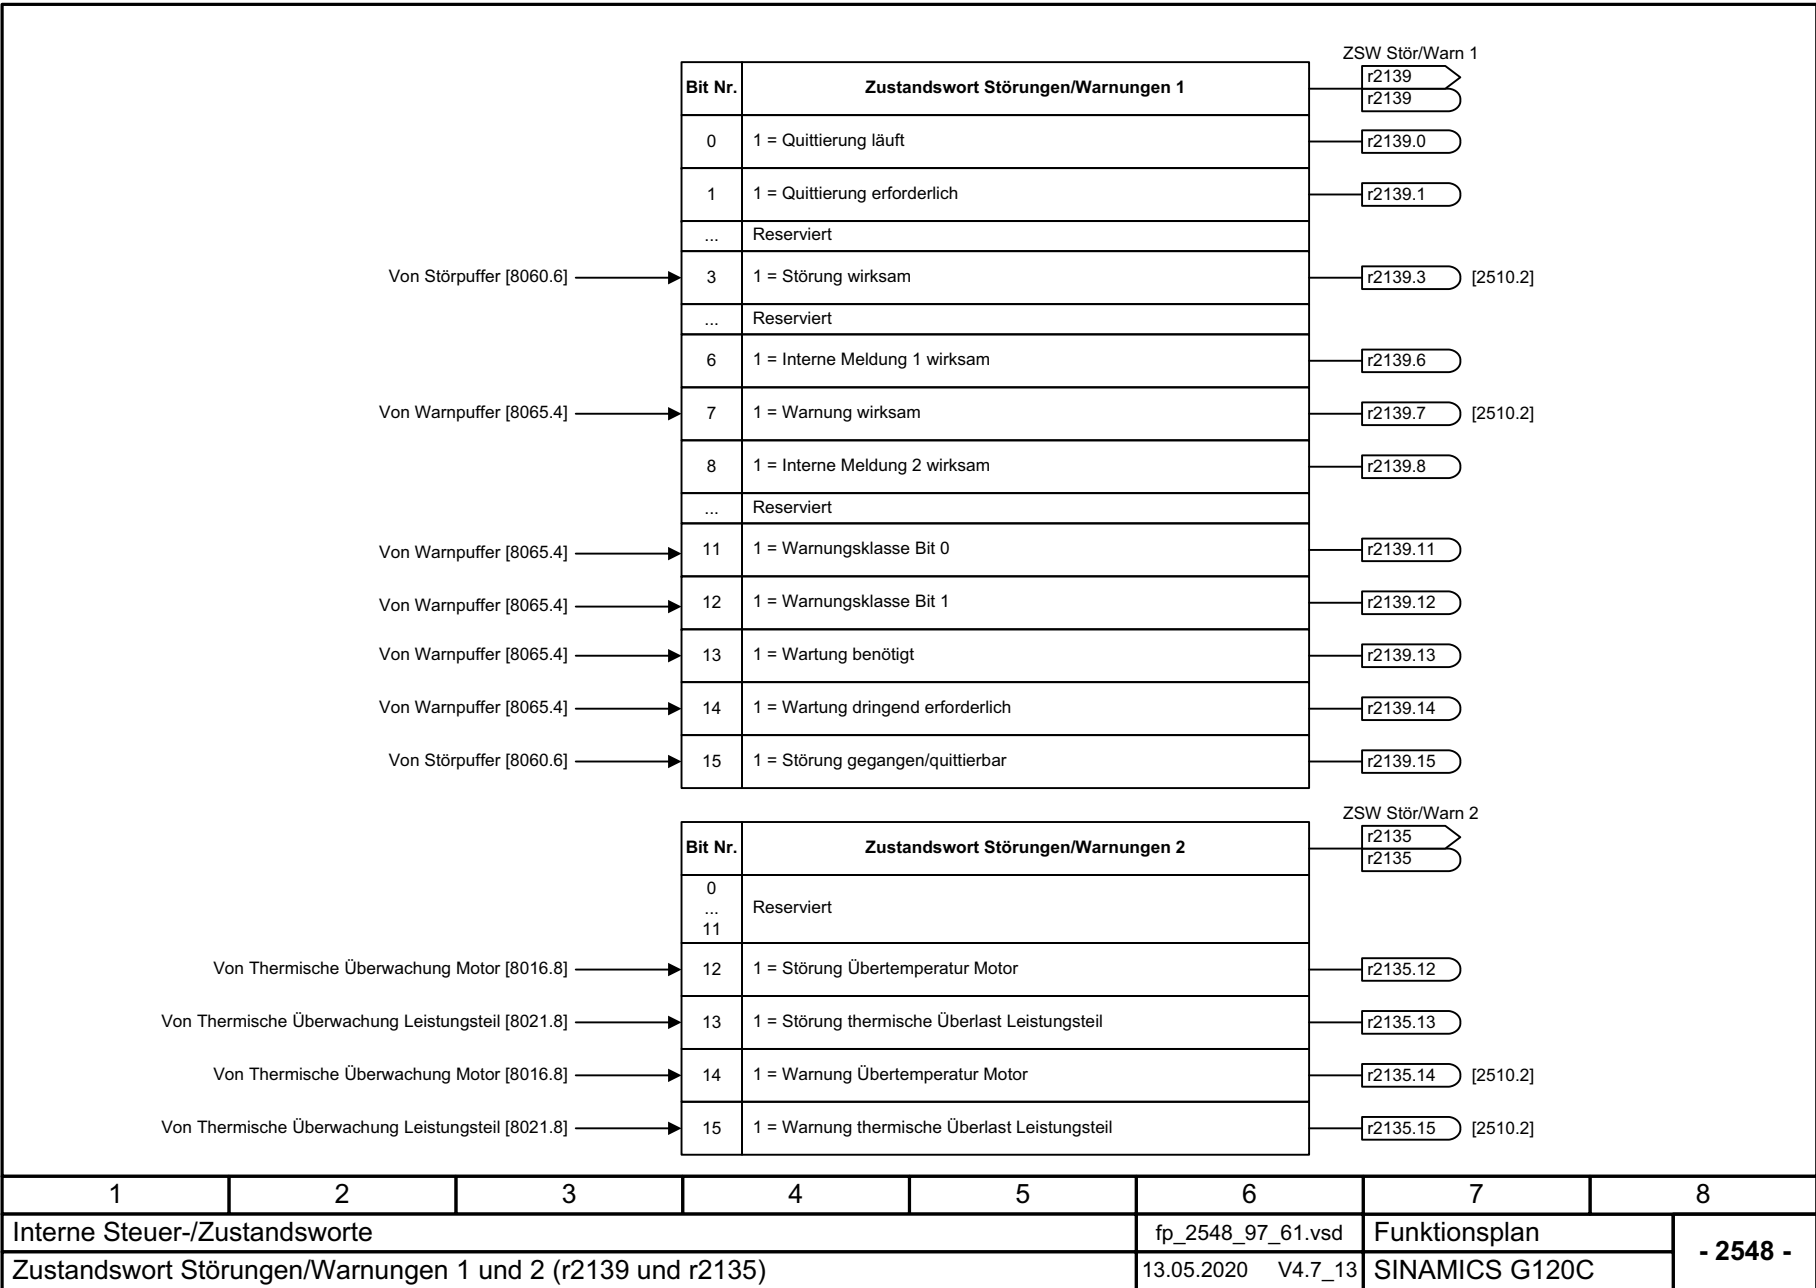 ZSW Stör/Warn 1
Bit Nr. Zustandswort Störungen/Warnungen 1 r2139
r2139
0 1 = Quittierung läuft r2139.0
1 1 = Quittierung erforderlich r2139.1
... Reserviert
Von Störpuffer [8060.6] 3 1 = Störung wirksam r2139.3 [2510.2]
... Reserviert
6 1 = Interne Meldung 1 wirksam r2139.6
Von Warnpuffer [8065.4] 7 1 = Warnung wirksam r2139.7 [2510.2]
8 1 = Interne Meldung 2 wirksam r2139.8
... Reserviert
Von Warnpuffer [8065.4] 11 1 = Warnungsklasse Bit 0 r2139.11
Von Warnpuffer [8065.4] 12 1 = Warnungsklasse Bit 1 r2139.12
Von Warnpuffer [8065.4] 13 1 = Wartung benötigt r2139.13
Von Warnpuffer [8065.4] 14 1 = Wartung dringend erforderlich r2139.14
Von Störpuffer [8060.6] 15 1 = Störung gegangen/quittierbar r2139.15
ZSW Stör/Warn 2
Bit Nr. Zustandswort Störungen/Warnungen 2 r2135
r2135
0
... Reserviert
11
Von Thermische Überwachung Motor [8016.8] 12 1 = Störung Übertemperatur Motor r2135.12
Von Thermische Überwachung Leistungsteil [8021.8] 13 1 = Störung thermische Überlast Leistungsteil r2135.13
Von Thermische Überwachung Motor [8016.8] 14 1 = Warnung Übertemperatur Motor r2135.14 [2510.2]
Von Thermische Überwachung Leistungsteil [8021.8] 15 1 = Warnung thermische Überlast Leistungsteil r2135.15 [2510.2]
1 2 3 4 5 6 7 8
Interne Steuer-/Zustandsworte fp_2548_97_61.vsd Funktionsplan - 2548 -
Zustandswort Störungen/Warnungen 1 und 2 (r2139 und r2135) 13.05.2020 V4.7_13 SINAMICS G120C